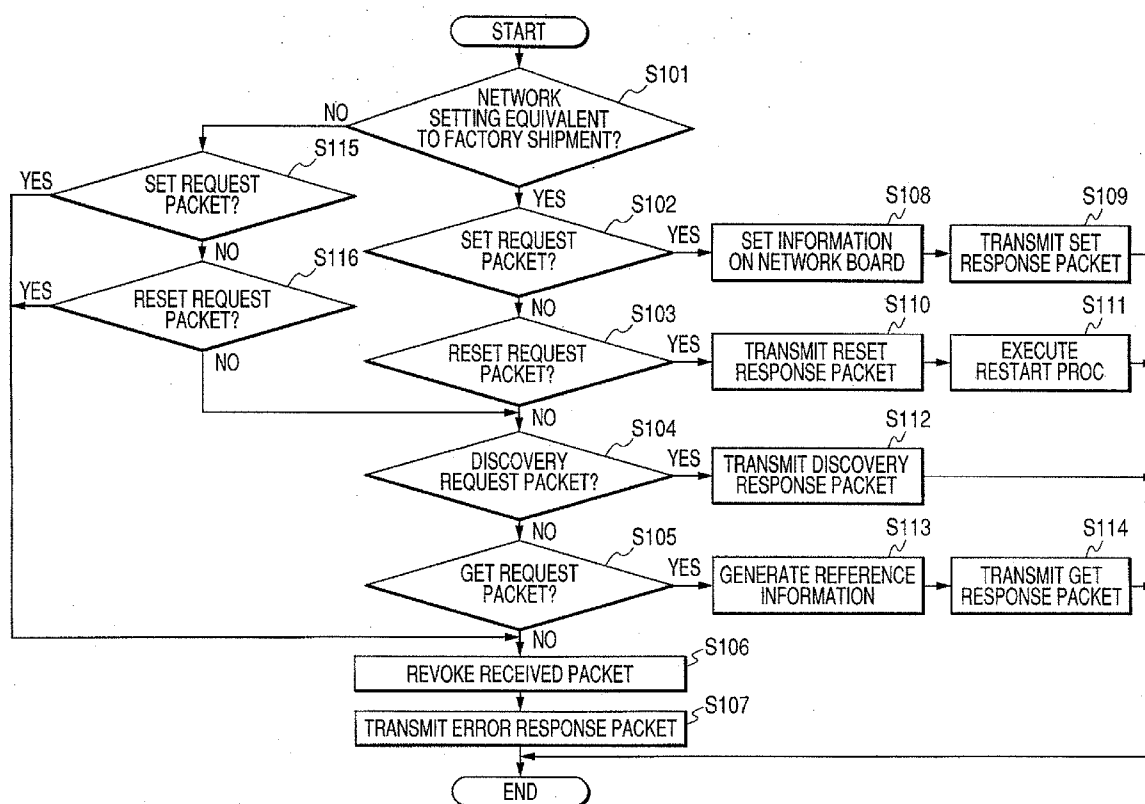 START
S101
NETWORK
SETTING EQUIVALENT
TO FACTORY SHIPMENT?
NO
YES
S115
SET REQUEST
PACKET?
YES
NO
S116
RESET REQUEST
PACKET?
YES
NO
S102
SET REQUEST
PACKET?
YES
NO
S108
SET INFORMATION
ON NETWORK BOARD
S109
TRANSMIT SET
RESPONSE PACKET
S103
RESET REQUEST
PACKET?
YES
NO
S110
TRANSMIT RESET
RESPONSE PACKET
S111
EXECUTE
RESTART PROC
S104
DISCOVERY
REQUEST PACKET?
YES
NO
S112
TRANSMIT DISCOVERY
RESPONSE PACKET
S105
GET REQUEST
PACKET?
YES
NO
S113
GENERATE REFERENCE
INFORMATION
S114
TRANSMIT GET
RESPONSE PACKET
S106
REVOKE RECEIVED PACKET
S107
TRANSMIT ERROR RESPONSE PACKET
END